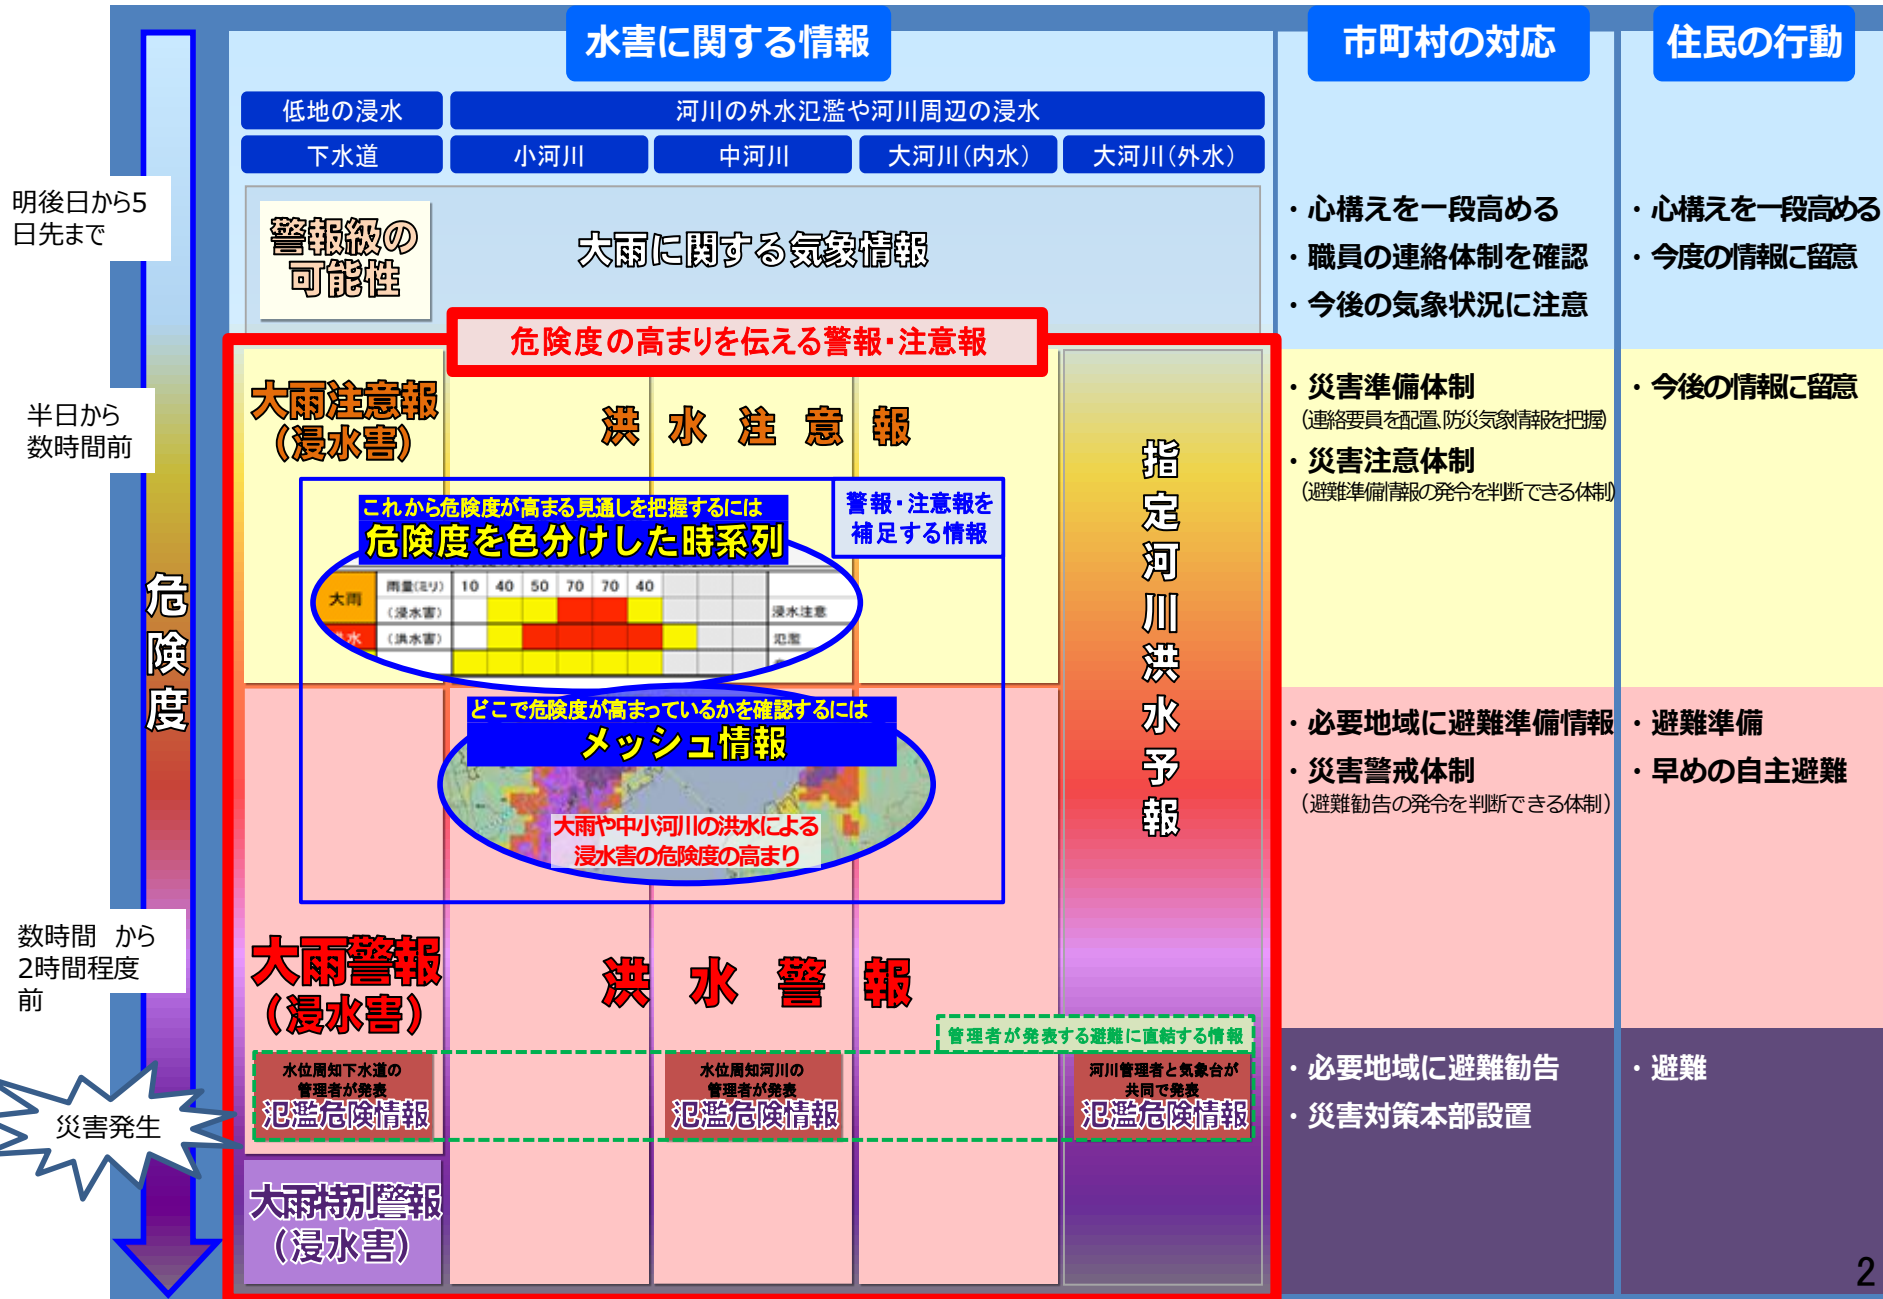 水害に関する情報
市町村の対応
住民の行動
低地の浸水
河川の外水氾濫や河川周辺の浸水
下水道
小河川
中河川
大河川(内水)
大河川(外水)
明後日から5
日先まで
警報級の
可能性
大雨に関する気象情報
・心構えを一段高める
・職員の連絡体制を確認
・今後の気象状況に注意
・心構えを一段高める
・今度の情報に留意
危険度の高まりを伝える警報・注意報
半日から
数時間前
大雨注意報
(浸水害)
洪水注意報
・災害準備体制
(連絡要員を配置、防災気象情報を把握)
・災害注意体制
(避難準備情報の発令を判断できる体制)
・今後の情報に留意
指定河川洪水予報
これから危険度が高まる見通しを把握するには
危険度を色分けした時系列
警報・注意報を
補足する情報
大雨
雨量(ミリ) 10 40 50 70 70 40
(浸水害)
浸水注意
水
(洪水害)
氾濫
危険度
どこで危険度が高まっているかを確認するには
メッシュ情報
大雨や中小河川の洪水による
浸水害の危険度の高まり
・必要地域に避難準備情報
・災害警戒体制
(避難勧告の発令を判断できる体制)
・避難準備
・早めの自主避難
数時間 から
2時間程度
前
大雨警報
(浸水害)
洪水警報
管理者が発表する避難に直結する情報
水位周知下水道の
管理者が発表
氾濫危険情報
水位周知河川の
管理者が発表
氾濫危険情報
河川管理者と気象台が
共同で発表
氾濫危険情報
・必要地域に避難勧告
・災害対策本部設置
・避難
災害発生
大雨特別警報
(浸水害)
2